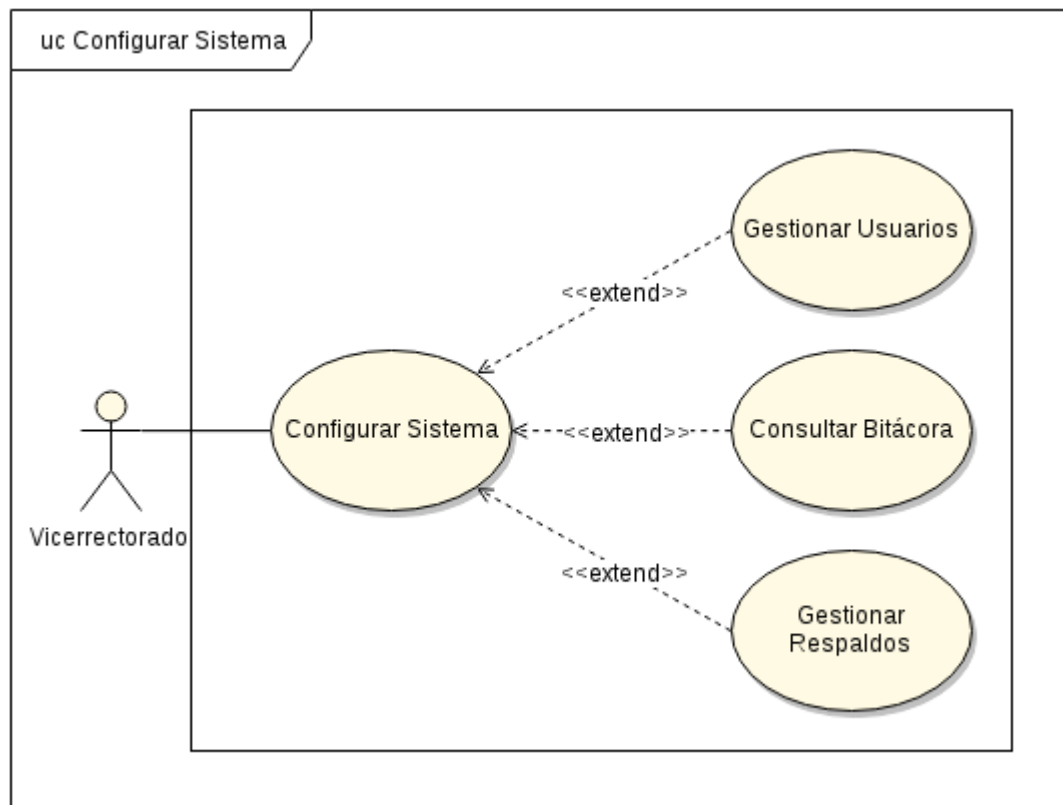 uc Configurar Sistema
Gestionar Usuarios
<<extend>>
Configurar Sistema
<<extend>>
Consultar Bitácora
Vicerrectorado
<<extend>>
Gestionar
Respaldos